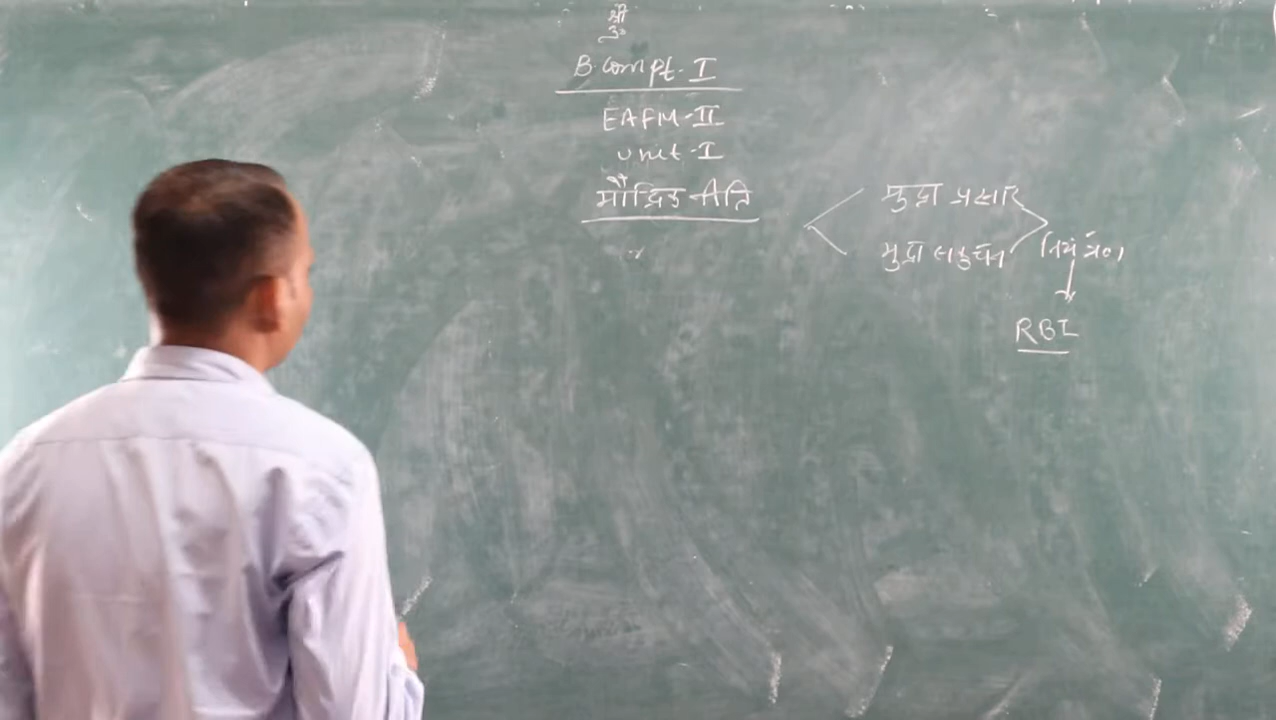 श्री
ॐ
B.Com pt-I
EAFM-II
Unit-I
मौद्रिक नीति
मुद्रा प्रसार
मुद्रा संकुचन
नियंत्रण
RBI